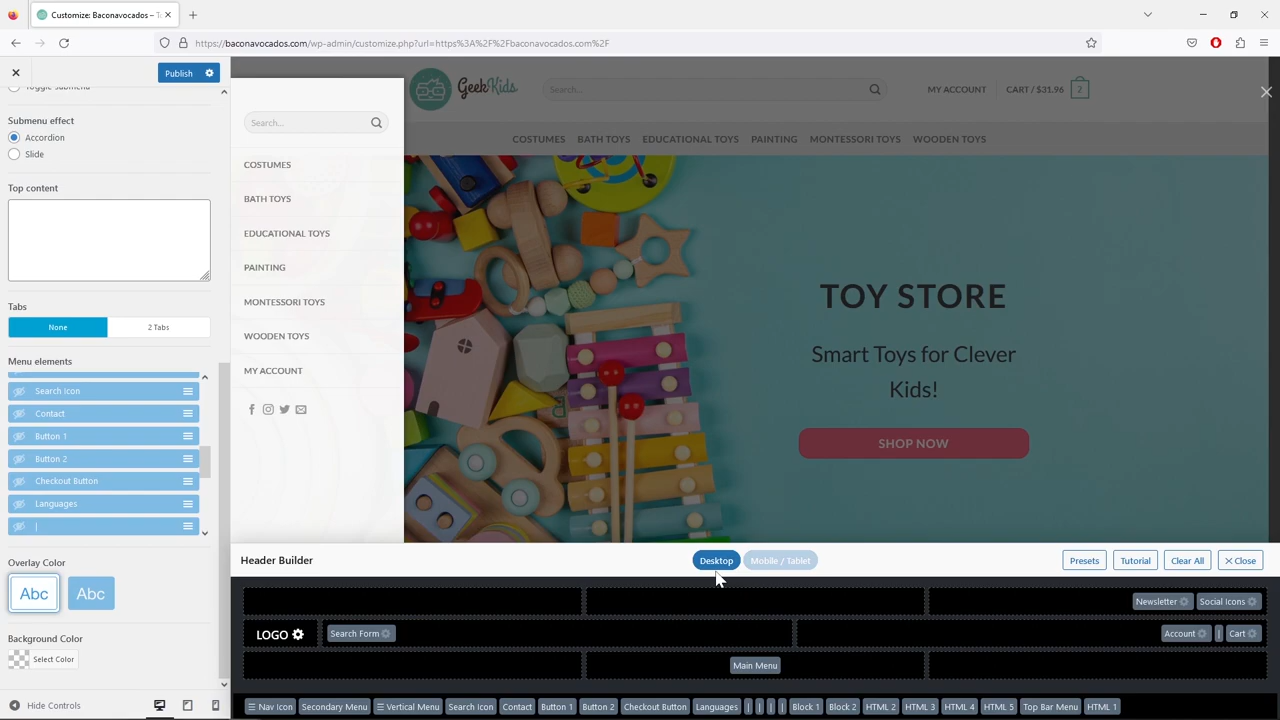 Customize: Baconavocados – T
https://baconavocados.com/wp-admin/customize.php?url=https%3A%2F%2Fbaconavocados.com%2F
Publish
Toggle submenu
Submenu effect
Accordion
Slide
Top content
Tabs
None
2 Tabs
Menu elements
Search Icon
Contact
Button 1
Button 2
Checkout Button
Languages
|
Overlay Color
Abc
Abc
Background Color
Select Color
Hide Controls
Search...
COSTUMES
BATH TOYS
EDUCATIONAL TOYS
PAINTING
MONTESSORI TOYS
WOODEN TOYS
MY ACCOUNT
GeekKids
Search...
MY ACCOUNT
CART / $31.96
2
COSTUMES BATH TOYS EDUCATIONAL TOYS PAINTING MONTESSORI TOYS WOODEN TOYS
TOY STORE
Smart Toys for Clever
Kids!
SHOP NOW
Header Builder
Desktop
Mobile / Tablet
Presets
Tutorial
Clear All
Close
Newsletter Social Icons
LOGO Search Form Account | Cart
Main Menu
Nav Icon Secondary Menu Vertical Menu Search Icon Contact Button 1 Button 2 Checkout Button Languages | | | | Block 1 Block 2 HTML 2 HTML 3 HTML 4 HTML 5 Top Bar Menu HTML 1